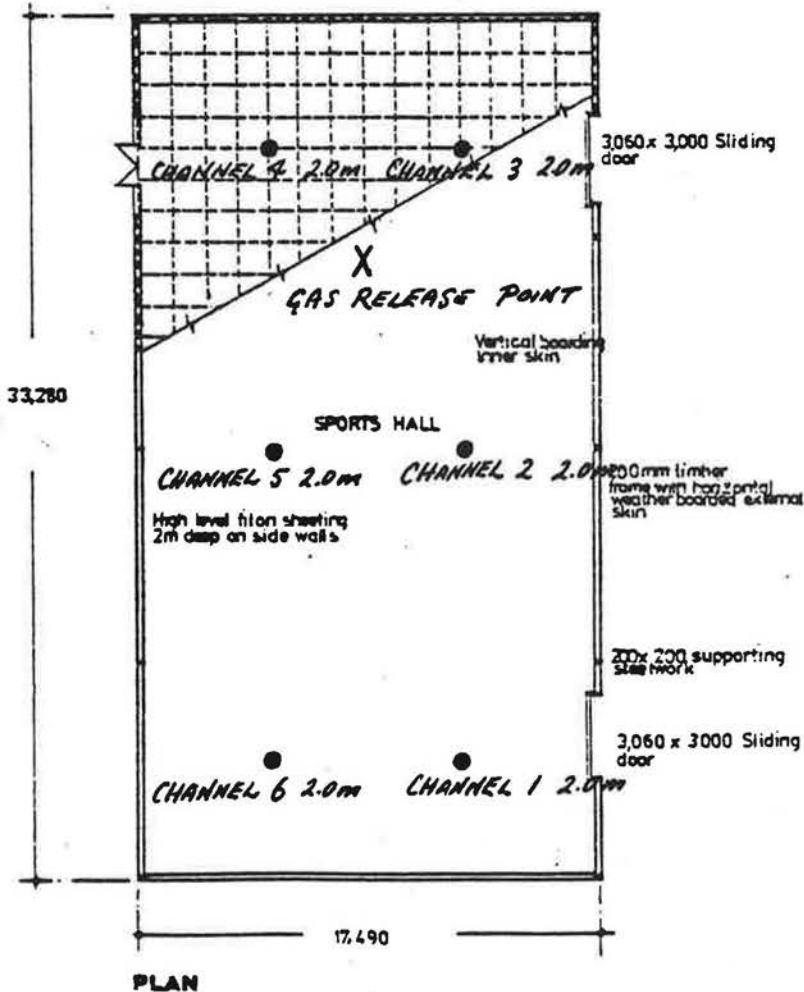 3,060 x 3,000 Sliding
door
CHANNEL 4 2.0m CHANNEL 3 2.0m
X
GAS RELEASE POINT
Vertical boarding
inner skin
33,280
SPORTS HALL
CHANNEL 5 2.0m CHANNEL 2 2.0m
200mm timber
frame with horizontal
weather boarded external
skin
High level filon sheeting
2m deep on side walls
200x 200 supporting
steelwork
3,060 x 3000 Sliding
door
CHANNEL 6 2.0m CHANNEL 1 2.0m
17,490
PLAN